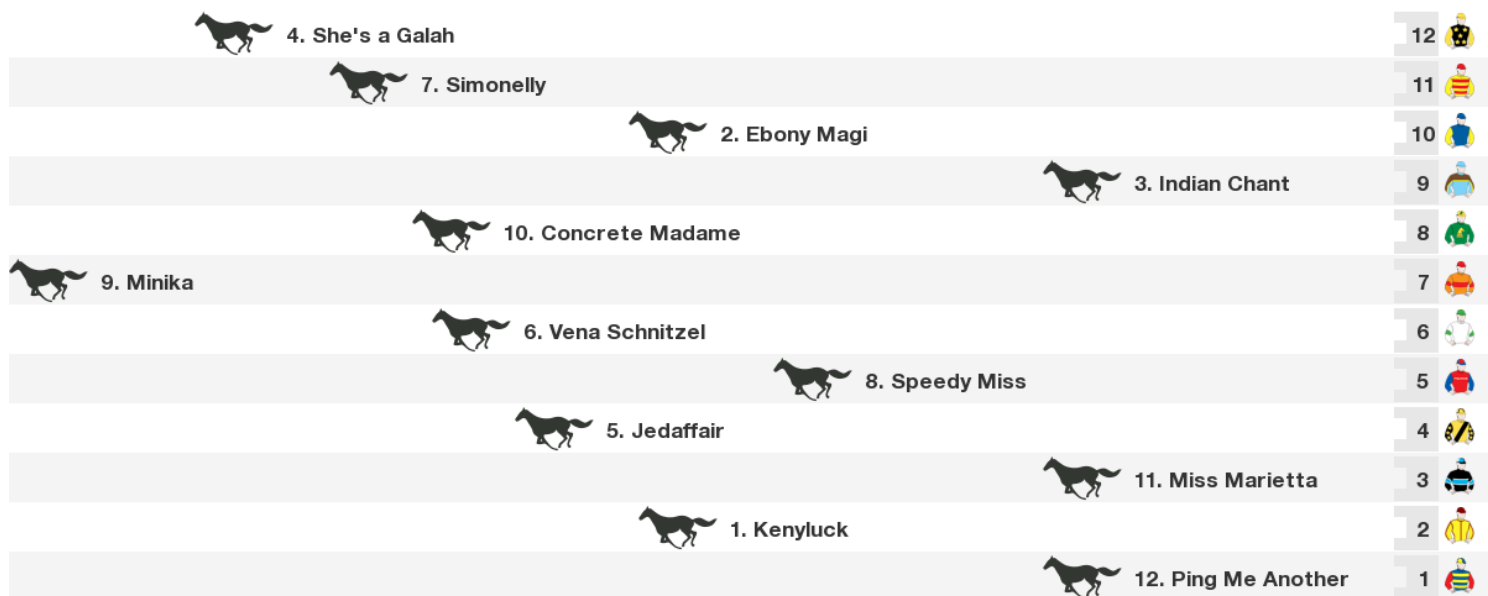 4. She's a Galah 12
7. Simonelly 11
2. Ebony Magi 10
3. Indian Chant 9
10. Concrete Madame 8
9. Minika 7
6. Vena Schnitzel 6
8. Speedy Miss 5
5. Jedaffair 4
11. Miss Marietta 3
1. Kenyluck 2
12. Ping Me Another 1